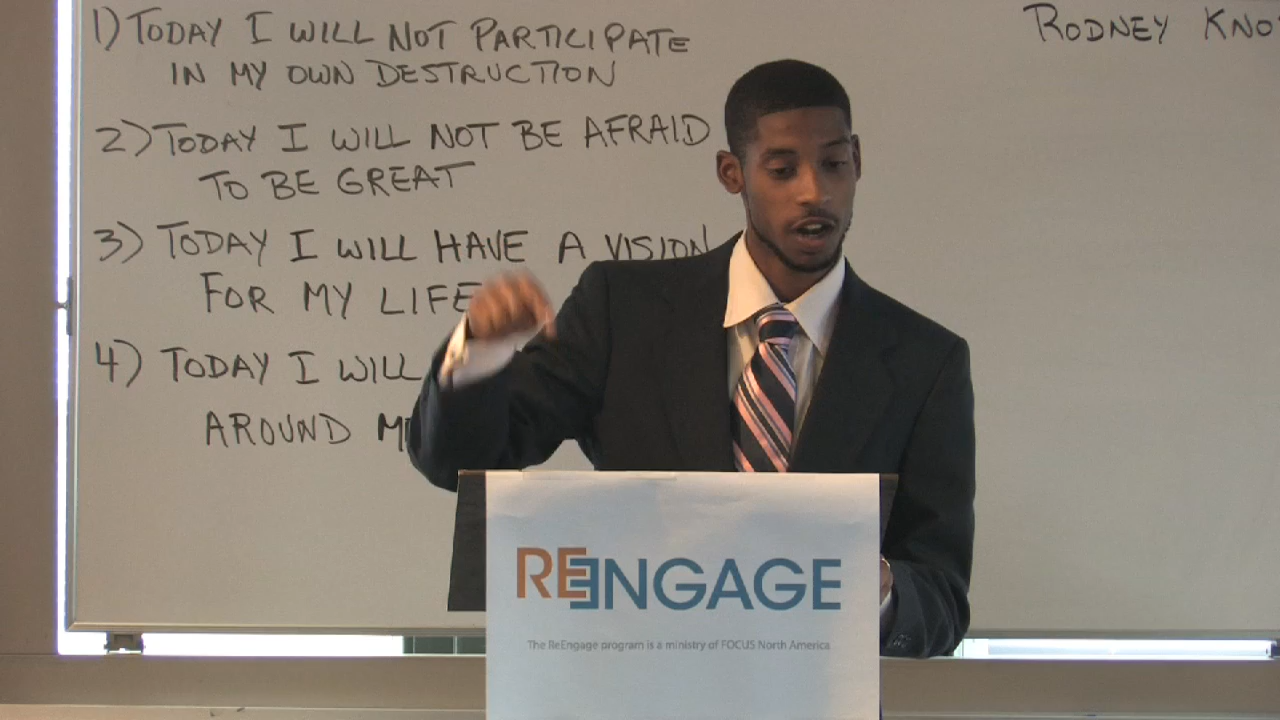 1) TODAY I WILL NOT PARTICIPATE
IN MY OWN DESTRUCTION
2) TODAY I WILL NOT BE AFRAID
TO BE GREAT
3) TODAY I WILL HAVE A VISION
FOR MY LIFE
4) TODAY I WILL
AROUND
RODNEY
REENGAGE
The ReEngage program is a ministry of FOCUS North America